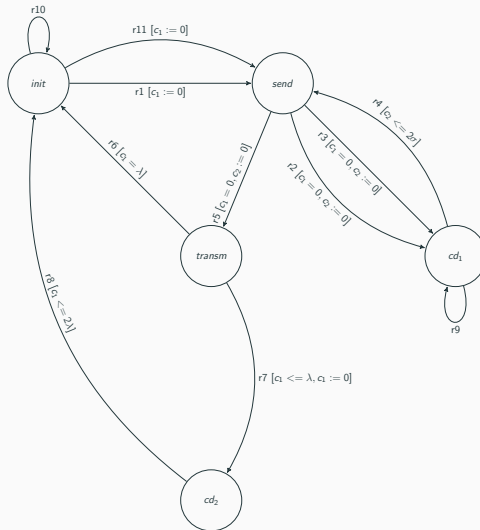 r10
r11 [c₁ := 0]
init
send
r1 [c₁ := 0]
r4 [c₂ <= 2σ]
r6 [c₁ = λ]
r3 [c₁ = 0, c₂ := 0]
r5 [c₁ = 0, c₂ := 0]
r2 [c₁ = 0, c₂ := 0]
transm
cd₁
r8 [c₁ <= 2λ]
r9
r7 [c₁ <= λ, c₁ := 0]
cd₂